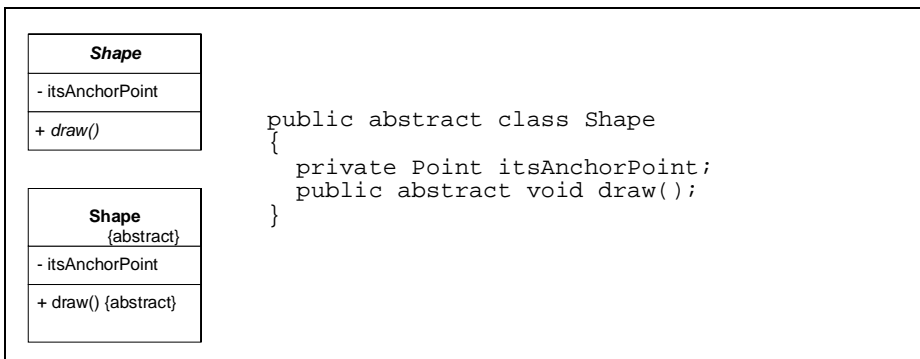 Shape
- itsAnchorPoint
+ draw()
Shape
{abstract}
- itsAnchorPoint
+ draw() {abstract}
public abstract class Shape
{
private Point itsAnchorPoint;
public abstract void draw();
}